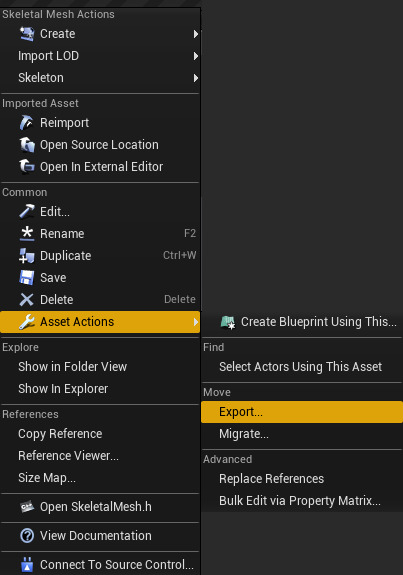 Skeletal Mesh Actions
Create
Import LOD
Skeleton
Imported Asset
Reimport
Open Source Location
Open In External Editor
Common
Edit...
Rename F2
Duplicate Ctrl+W
Save
Delete Delete
Asset Actions
Explore
Show in Folder View
Show In Explorer
References
Copy Reference
Reference Viewer...
Size Map...
Open SkeletalMesh.h
View Documentation
Connect To Source Control...
Create Blueprint Using This...
Find
Select Actors Using This Asset
Move
Export...
Migrate...
Advanced
Replace References
Bulk Edit via Property Matrix...